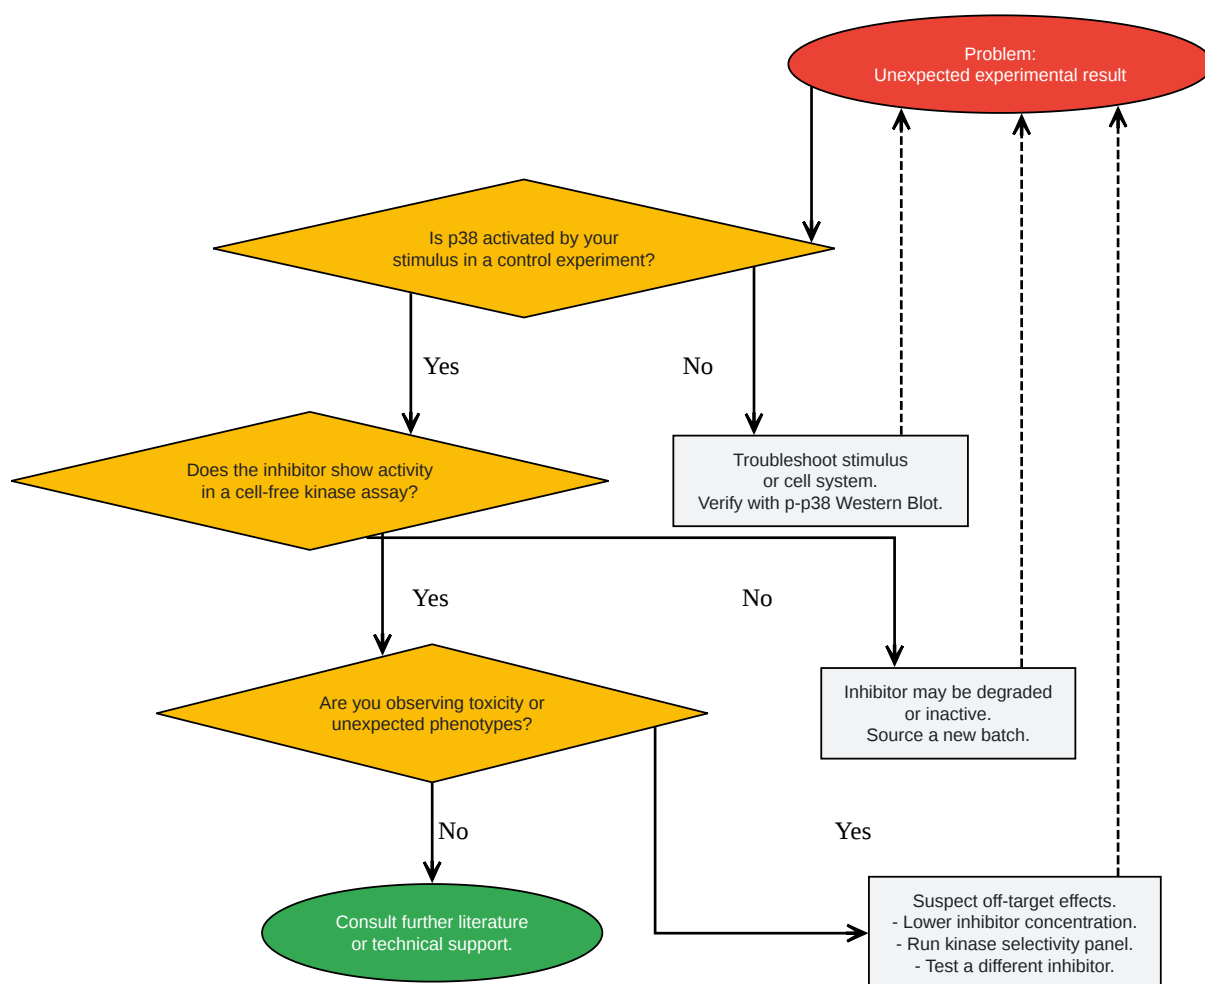 Problem:
Unexpected experimental result
Is p38 activated by your
stimulus in a control experiment?
Yes
No
Does the inhibitor show activity
in a cell-free kinase assay?
Troubleshoot stimulus
or cell system.
Verify with p-p38 Western Blot.
Yes
No
Are you observing toxicity or
unexpected phenotypes?
Inhibitor may be degraded
or inactive.
Source a new batch.
No
Yes
Consult further literature
or technical support.
Suspect off-target effects.
- Lower inhibitor concentration.
- Run kinase selectivity panel.
- Test a different inhibitor.